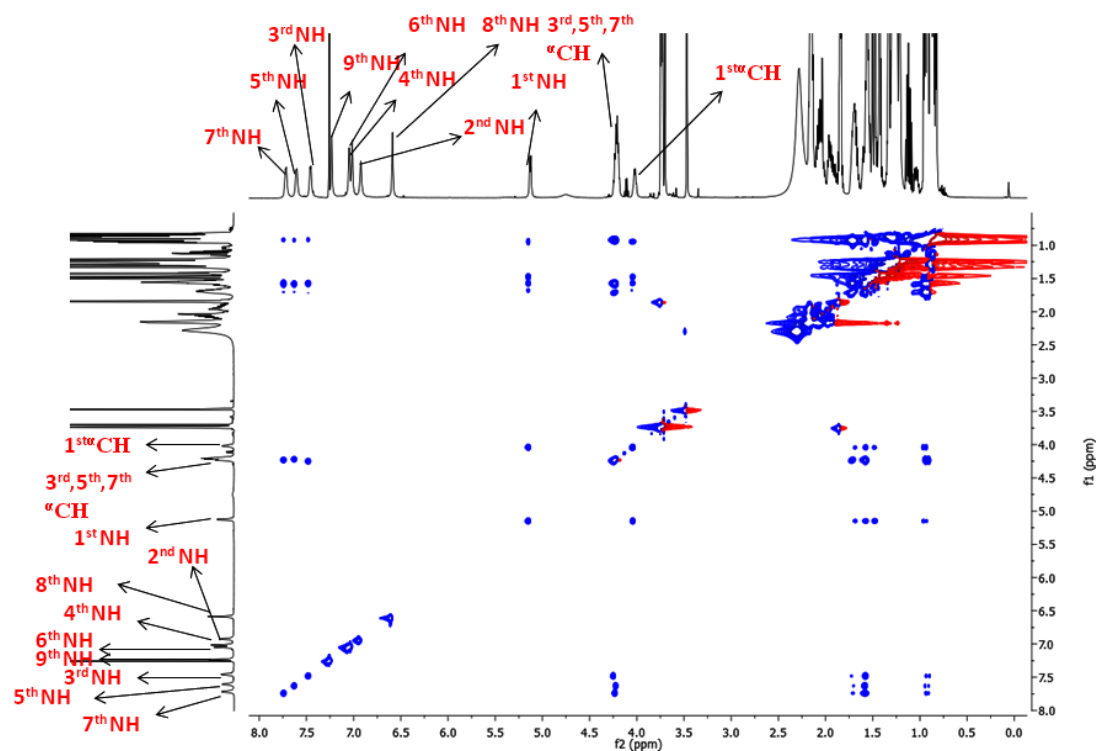 3rd NH
6th NH
8th NH
3rd,5th,7th
αCH
5th NH
9th NH
4th NH
1st NH
1stαCH
7th NH
2nd NH
1stαCH
3rd,5th,7th
αCH
1st NH
2nd NH
8th NH
4th NH
6th NH
9th NH
3rd NH
5th NH
7th NH
1.0
1.5
2.0
2.5
3.0
3.5
4.0
4.5
5.0
5.5
6.0
6.5
7.0
7.5
8.0
f1 (ppm)
8.0 7.5 7.0 6.5 6.0 5.5 5.0 4.5 4.0 3.5 3.0 2.5 2.0 1.5 1.0 0.5 0.0
f2 (ppm)